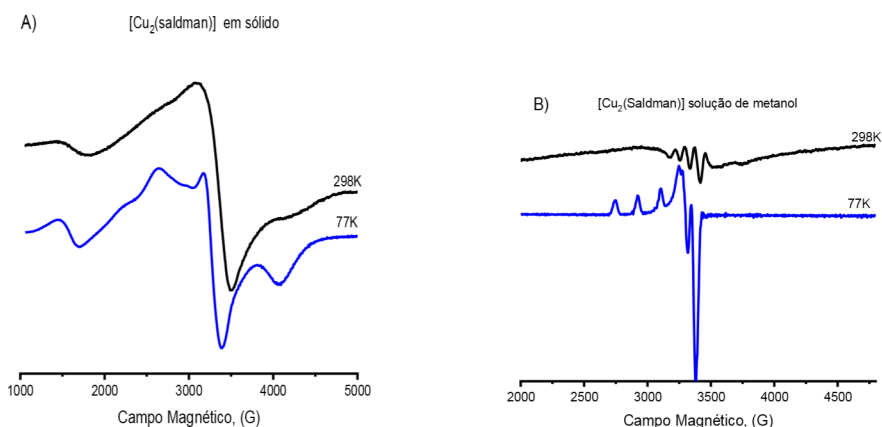 A)
[Cu₂(saldman)] em sólido
298K
77K
1000 2000 3000 4000 5000
Campo Magnético, (G)
B)
[Cu₂(Saldman)] solução de metanol
298K
77K
2000 2500 3000 3500 4000 4500
Campo Magnético, (G)